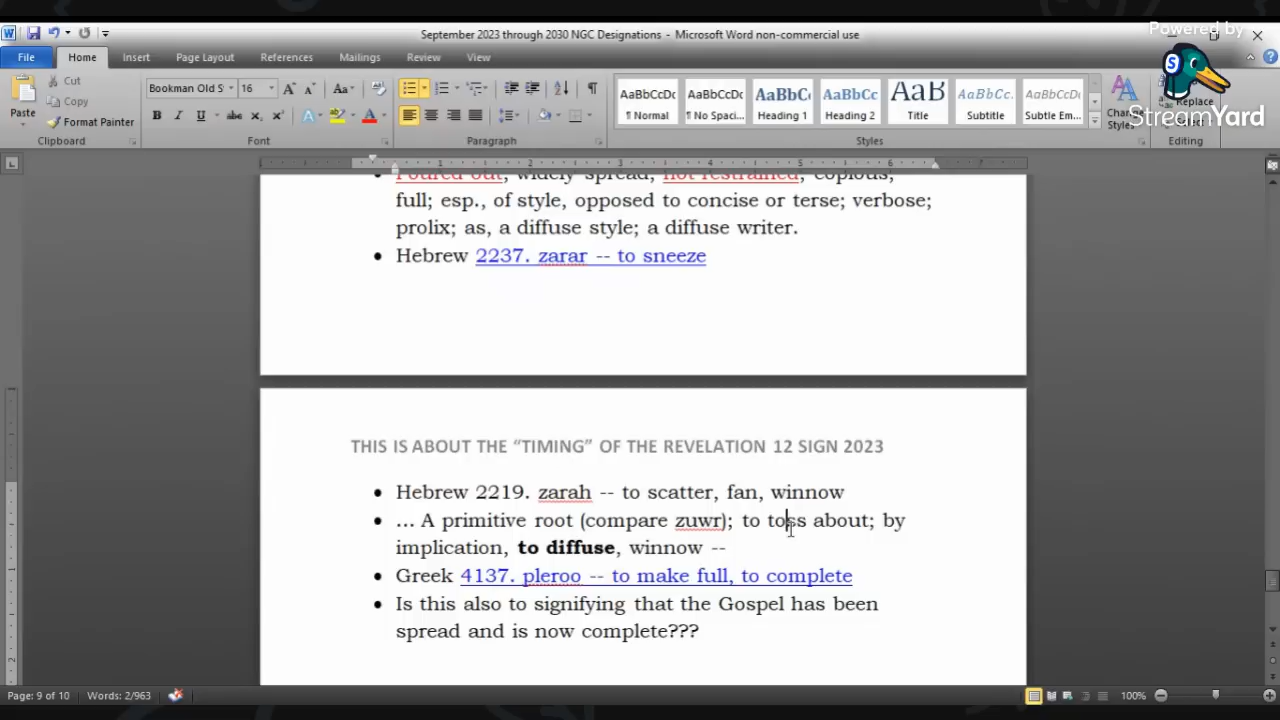 Powered by
September 2023 through 2030 NGC Designations - Microsoft Word non-commercial use
File Home Insert Page Layout References Mailings Review View
Cut
Copy
Format Painter
Paste
Bookman Old S 16
AaBbCcDc AaBbCcDc AaBbC AaBbCc AaB AaBbCc. AaBbCcDc
¶ Normal ¶ No Spaci... Heading 1 Heading 2 Title Subtitle Subtle Em...
Replace
StreamYard
Clipboard Font Paragraph Styles Editing
Poured out, widely spread; not restrained; copious;
full; esp., of style, opposed to concise or terse; verbose;
prolix; as, a diffuse style; a diffuse writer.
• Hebrew 2237. zarar -- to sneeze
THIS IS ABOUT THE “TIMING” OF THE REVELATION 12 SIGN 2023
• Hebrew 2219. zarah -- to scatter, fan, winnow
• … A primitive root (compare zuwr); to toss about; by
implication, to diffuse, winnow --
• Greek 4137. pleroo -- to make full, to complete
• Is this also to signifying that the Gospel has been
spread and is now complete???
Page: 9 of 10 Words: 2/963 100%